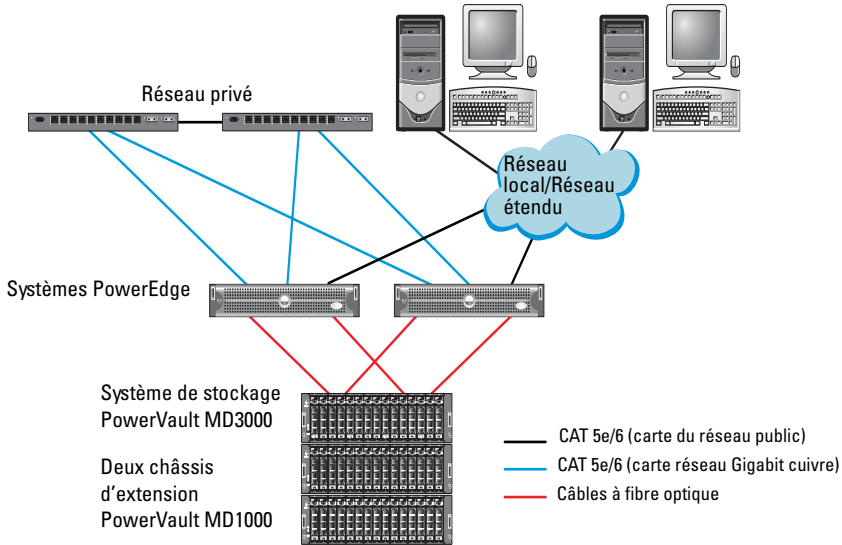 Réseau privé
Réseau
local/Réseau
étendu
Systèmes PowerEdge
Système de stockage
PowerVault MD3000
Deux châssis
d'extension
PowerVault MD1000
CAT 5e/6 (carte du réseau public)
CAT 5e/6 (carte réseau Gigabit cuivre)
Câbles à fibre optique